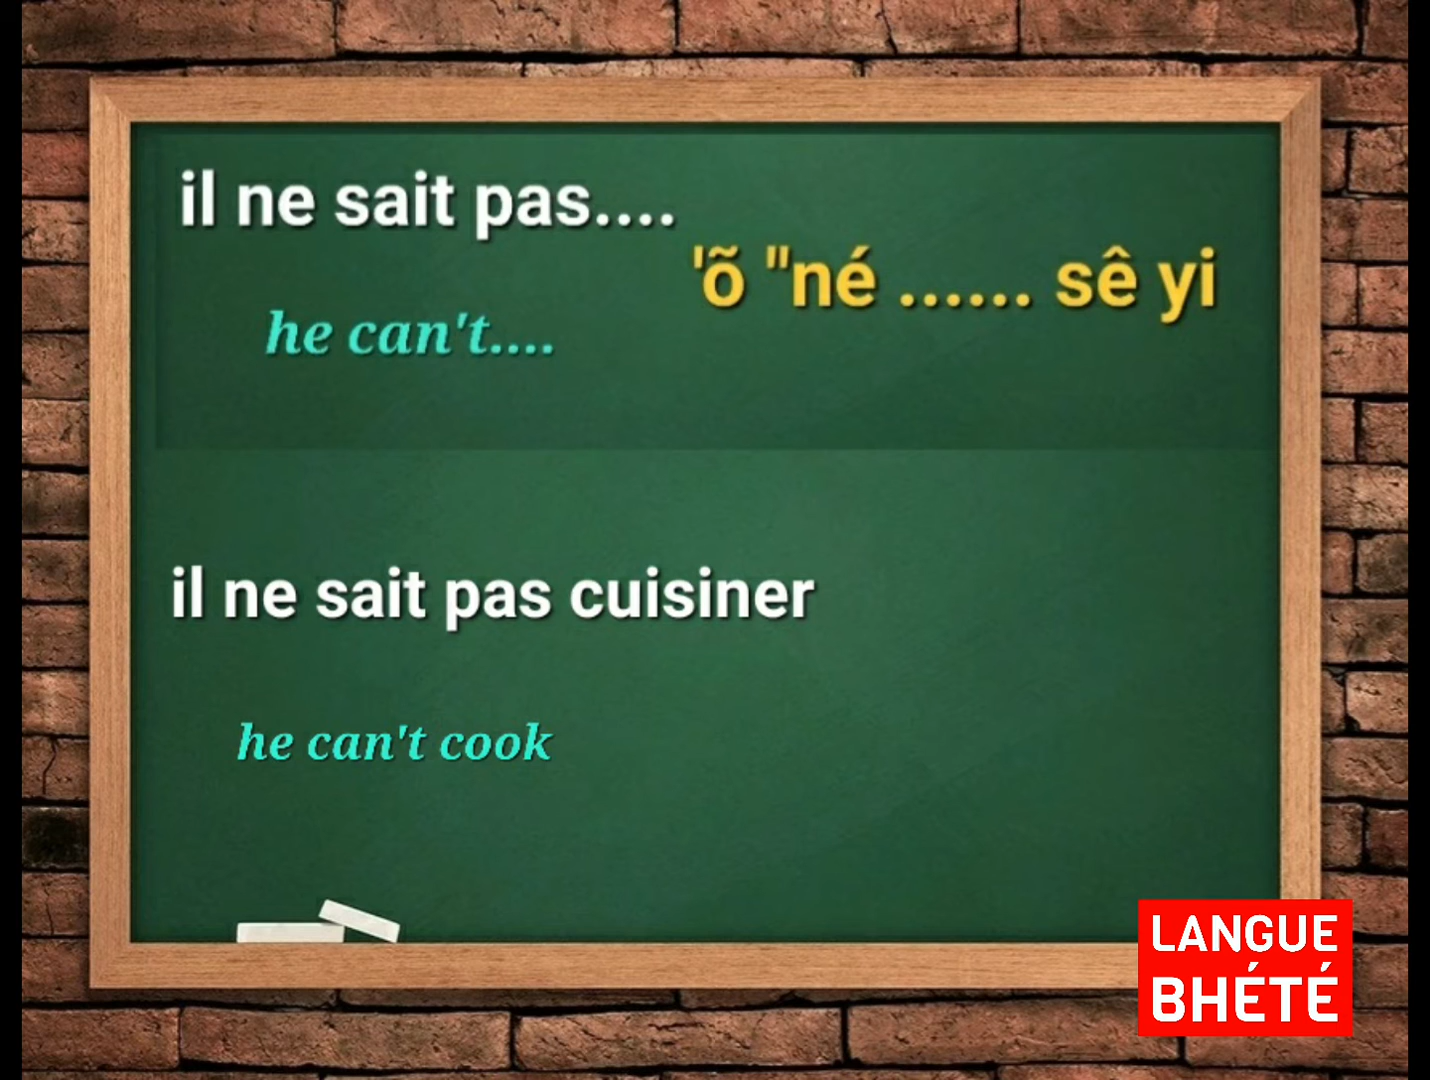 il ne sait pas....
'õ "né ...... sê yi
he can't....
il ne sait pas cuisiner
he can't cook
LANGUE
BHÉTÉ